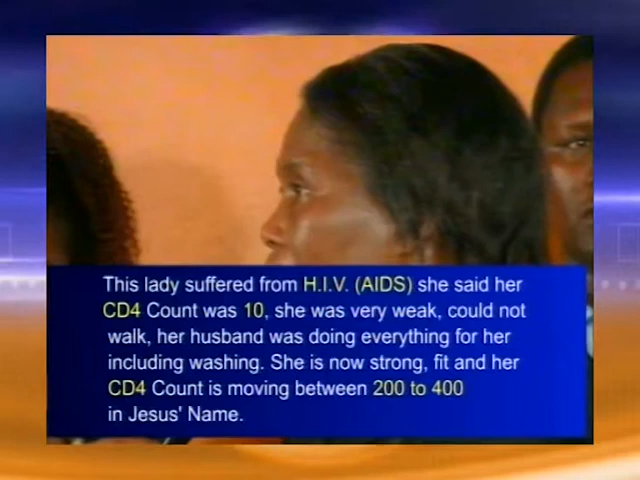 This lady suffered from H.I.V. (AIDS) she said her
CD4 Count was 10, she was very weak, could not
walk, her husband was doing everything for her
including washing. She is now strong, fit and her
CD4 Count is moving between 200 to 400
in Jesus' Name.